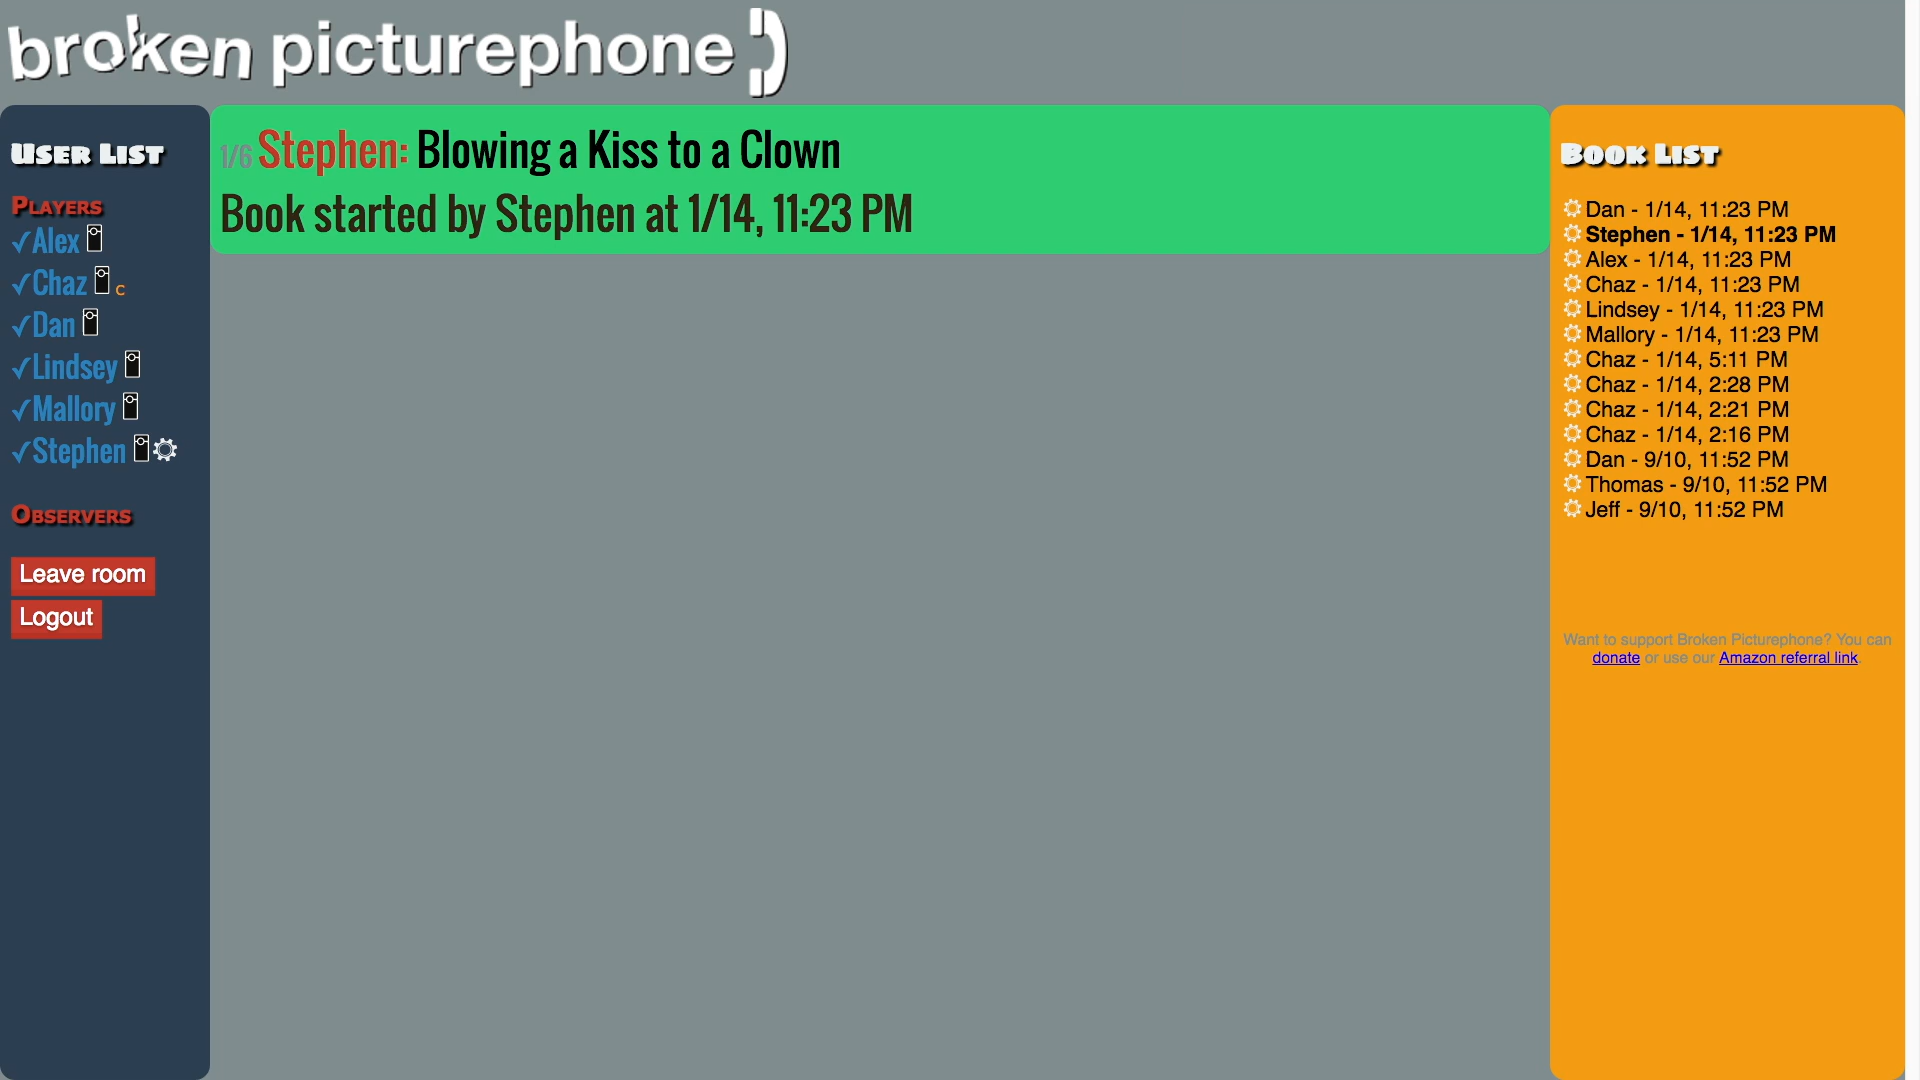 broken picturephone
User List
Players
✓Alex
✓Chaz c
✓Dan
✓Lindsey
✓Mallory
✓Stephen
Observers
Leave room
Logout
1/6 Stephen: Blowing a Kiss to a Clown
Book started by Stephen at 1/14, 11:23 PM
Book List
Dan - 1/14, 11:23 PM
Stephen - 1/14, 11:23 PM
Alex - 1/14, 11:23 PM
Chaz - 1/14, 11:23 PM
Lindsey - 1/14, 11:23 PM
Mallory - 1/14, 11:23 PM
Chaz - 1/14, 5:11 PM
Chaz - 1/14, 2:28 PM
Chaz - 1/14, 2:21 PM
Chaz - 1/14, 2:16 PM
Dan - 9/10, 11:52 PM
Thomas - 9/10, 11:52 PM
Jeff - 9/10, 11:52 PM
Want to support Broken Picturephone? You can
donate or use our Amazon referral link.